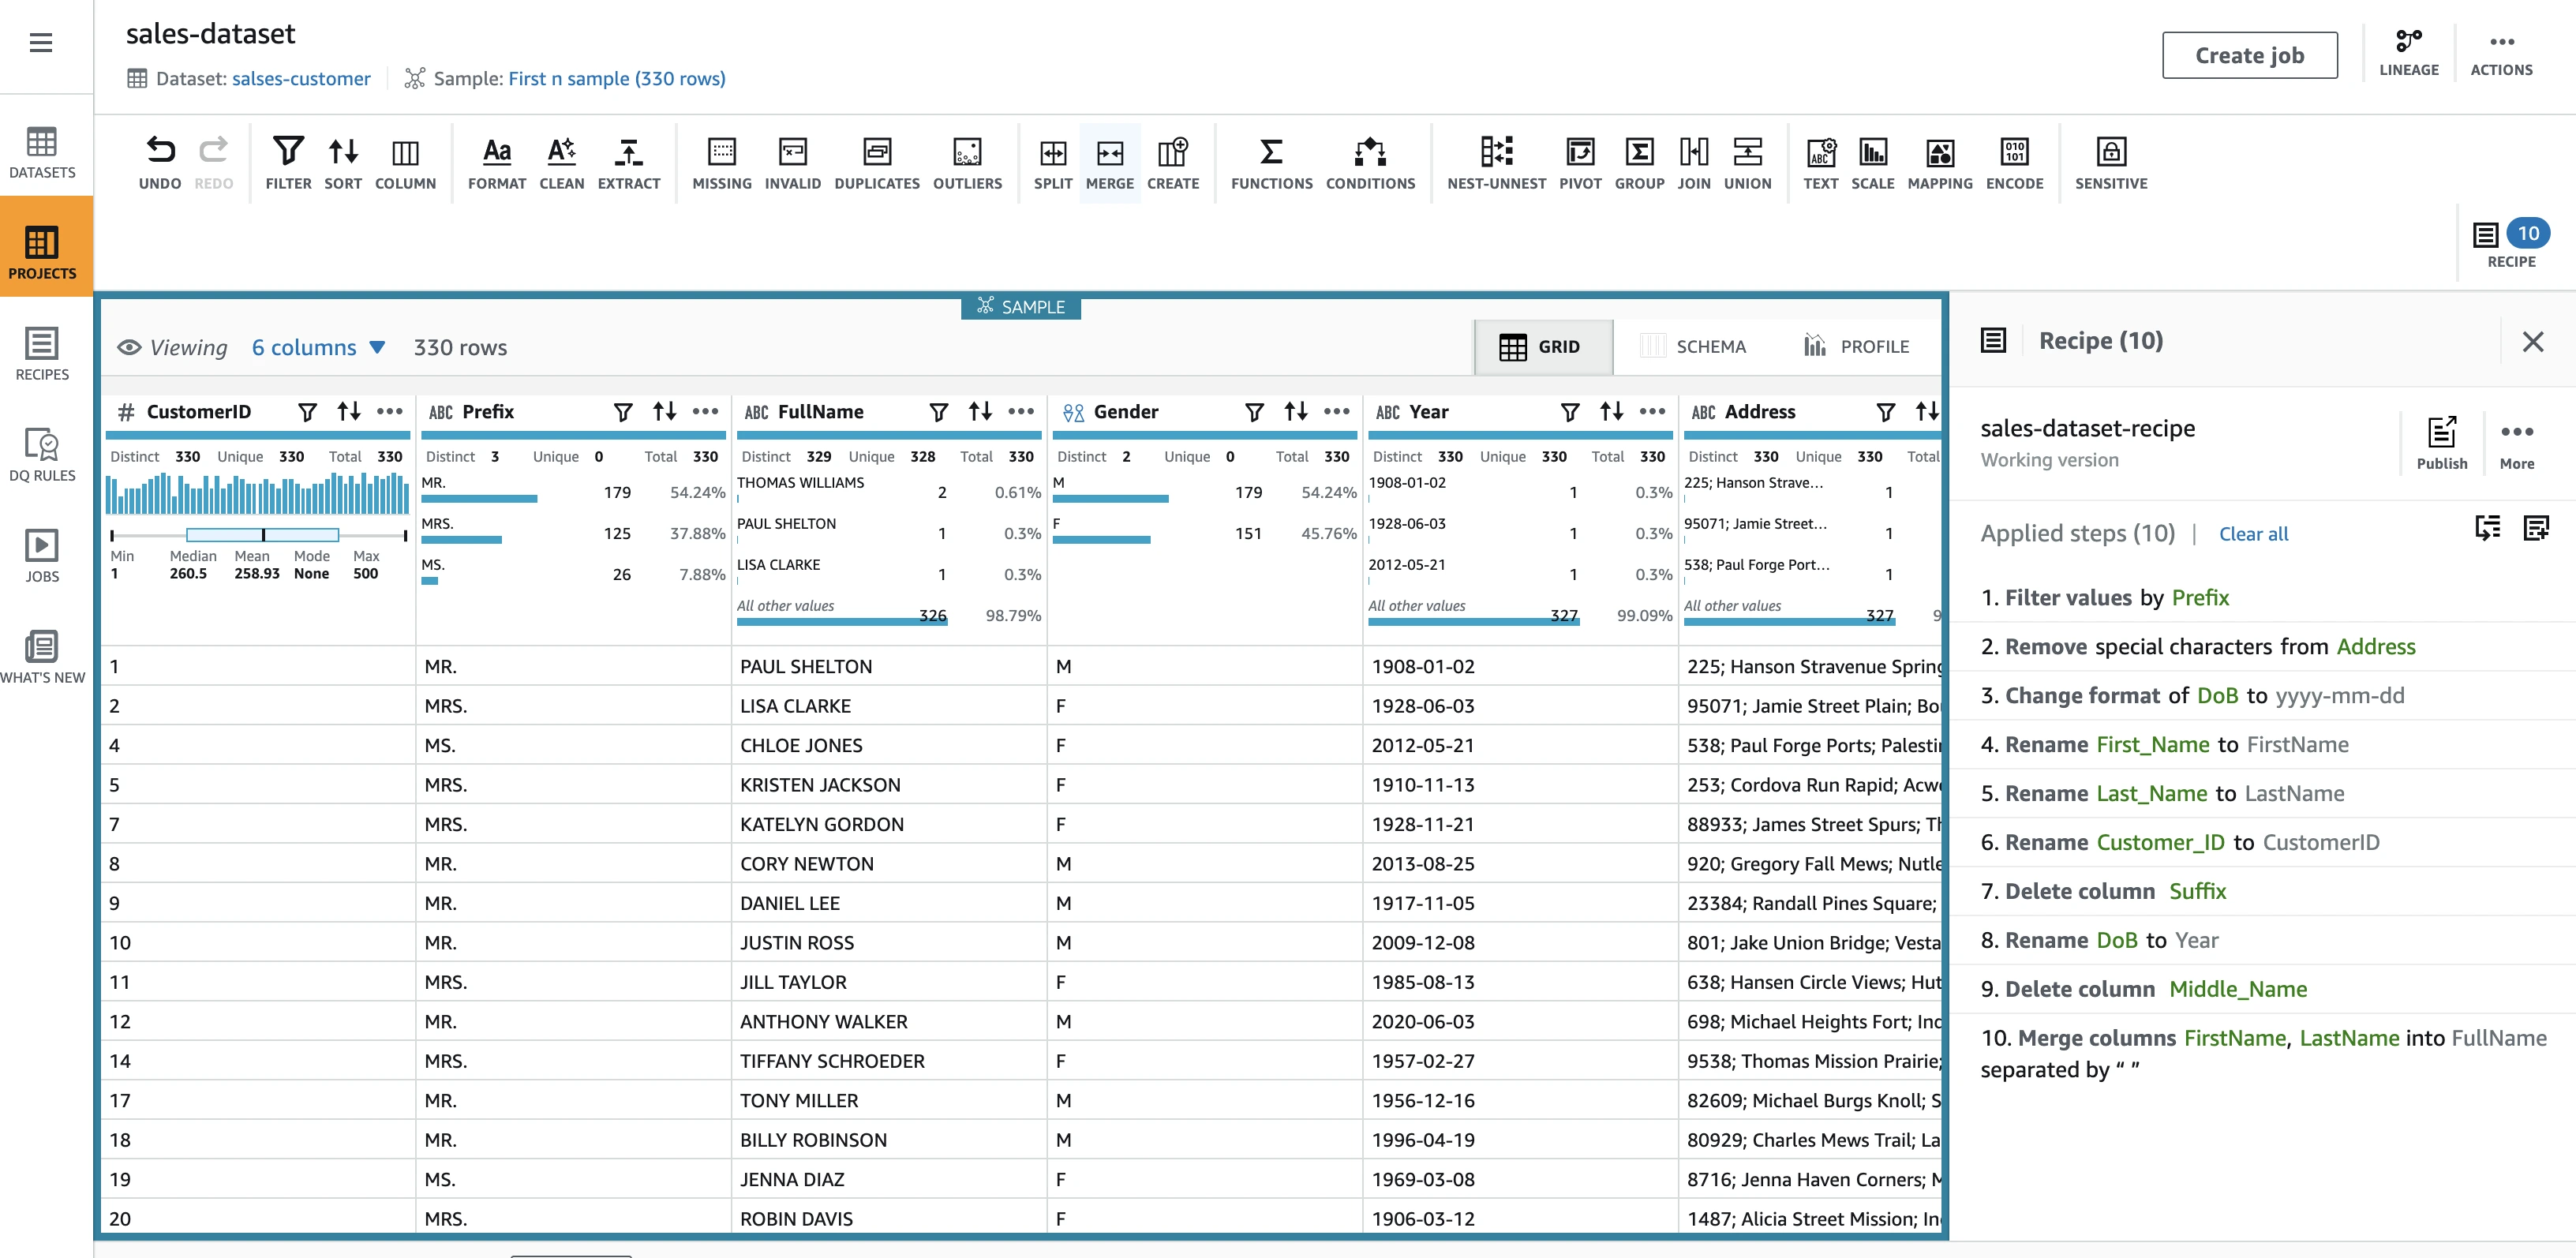 sales-dataset
Dataset: salses-customer
Sample: First n sample (330 rows)
Create job
LINEAGE
ACTIONS
DATASETS
PROJECTS
RECIPES
DQ RULES
JOBS
WHAT'S NEW
UNDO REDO FILTER SORT COLUMN FORMAT CLEAN EXTRACT MISSING INVALID DUPLICATES OUTLIERS SPLIT MERGE CREATE FUNCTIONS CONDITIONS NEST-UNNEST PIVOT GROUP JOIN UNION TEXT SCALE MAPPING ENCODE SENSITIVE
10
RECIPE
SAMPLE
Viewing 6 columns 330 rows
GRID SCHEMA PROFILE
# CustomerID ABC Prefix ABC FullName Gender ABC Year ABC Address
Distinct 330 Unique 330 Total 330 Distinct 3 Unique 0 Total 330 Distinct 329 Unique 328 Total 330 Distinct 2 Unique 0 Total 330 Distinct 330 Unique 330 Total 330 Distinct 330 Unique 330 Total
MR. 179 54.24% THOMAS WILLIAMS 2 0.61% M 179 54.24% 1908-01-02 1 0.3% 225; Hanson Strave... 1
MRS. 125 37.88% PAUL SHELTON 1 0.3% F 151 45.76% 1928-06-03 1 0.3% 95071; Jamie Street... 1
Min Median Mean Mode Max
1 260.5 258.93 None 500
MS. 26 7.88% LISA CLARKE 1 0.3% 2012-05-21 1 0.3% 538; Paul Forge Port... 1
All other values 326 98.79% All other values 327 99.09% All other values 327 9
1 MR. PAUL SHELTON M 1908-01-02 225; Hanson Stravenue Spring
2 MRS. LISA CLARKE F 1928-06-03 95071; Jamie Street Plain; Bo
4 MS. CHLOE JONES F 2012-05-21 538; Paul Forge Ports; Palesti
5 MRS. KRISTEN JACKSON F 1910-11-13 253; Cordova Run Rapid; Acw
7 MRS. KATELYN GORDON F 1928-11-21 88933; James Street Spurs; Th
8 MR. CORY NEWTON M 2013-08-25 920; Gregory Fall Mews; Nutle
9 MR. DANIEL LEE M 1917-11-05 23384; Randall Pines Square;
10 MR. JUSTIN ROSS M 2009-12-08 801; Jake Union Bridge; Vesta
11 MRS. JILL TAYLOR F 1985-08-13 638; Hansen Circle Views; Hut
12 MR. ANTHONY WALKER M 2020-06-03 698; Michael Heights Fort; Inc
14 MRS. TIFFANY SCHROEDER F 1957-02-27 9538; Thomas Mission Prairie;
17 MR. TONY MILLER M 1956-12-16 82609; Michael Burgs Knoll; S
18 MR. BILLY ROBINSON M 1996-04-19 80929; Charles Mews Trail; La
19 MS. JENNA DIAZ F 1969-03-08 8716; Jenna Haven Corners; M
20 MRS. ROBIN DAVIS F 1906-03-12 1487; Alicia Street Mission; In
Recipe (10)
sales-dataset-recipe
Working version
Publish
More
Applied steps (10) | Clear all
1. Filter values by Prefix
2. Remove special characters from Address
3. Change format of DoB to yyyy-mm-dd
4. Rename First_Name to FirstName
5. Rename Last_Name to LastName
6. Rename Customer_ID to CustomerID
7. Delete column Suffix
8. Rename DoB to Year
9. Delete column Middle_Name
10. Merge columns FirstName, LastName into FullName
separated by “ ”